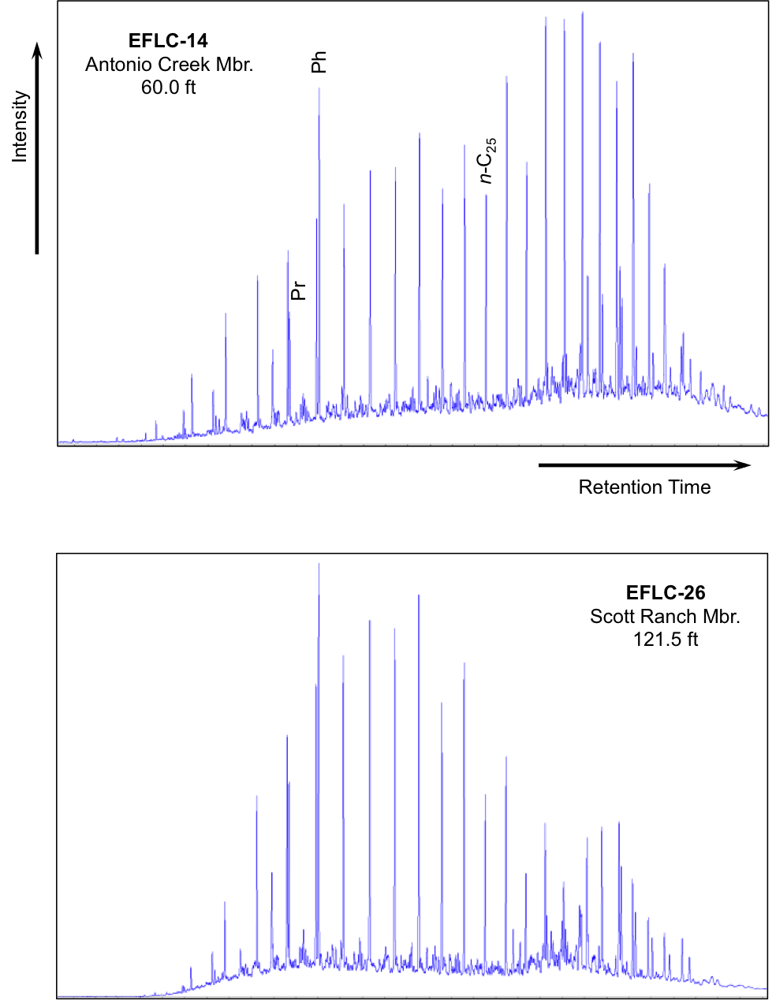 EFLC-14
Antonio Creek Mbr.
60.0 ft
Ph
Intensity
n-C₂₅
Pr
Retention Time
EFLC-26
Scott Ranch Mbr.
121.5 ft